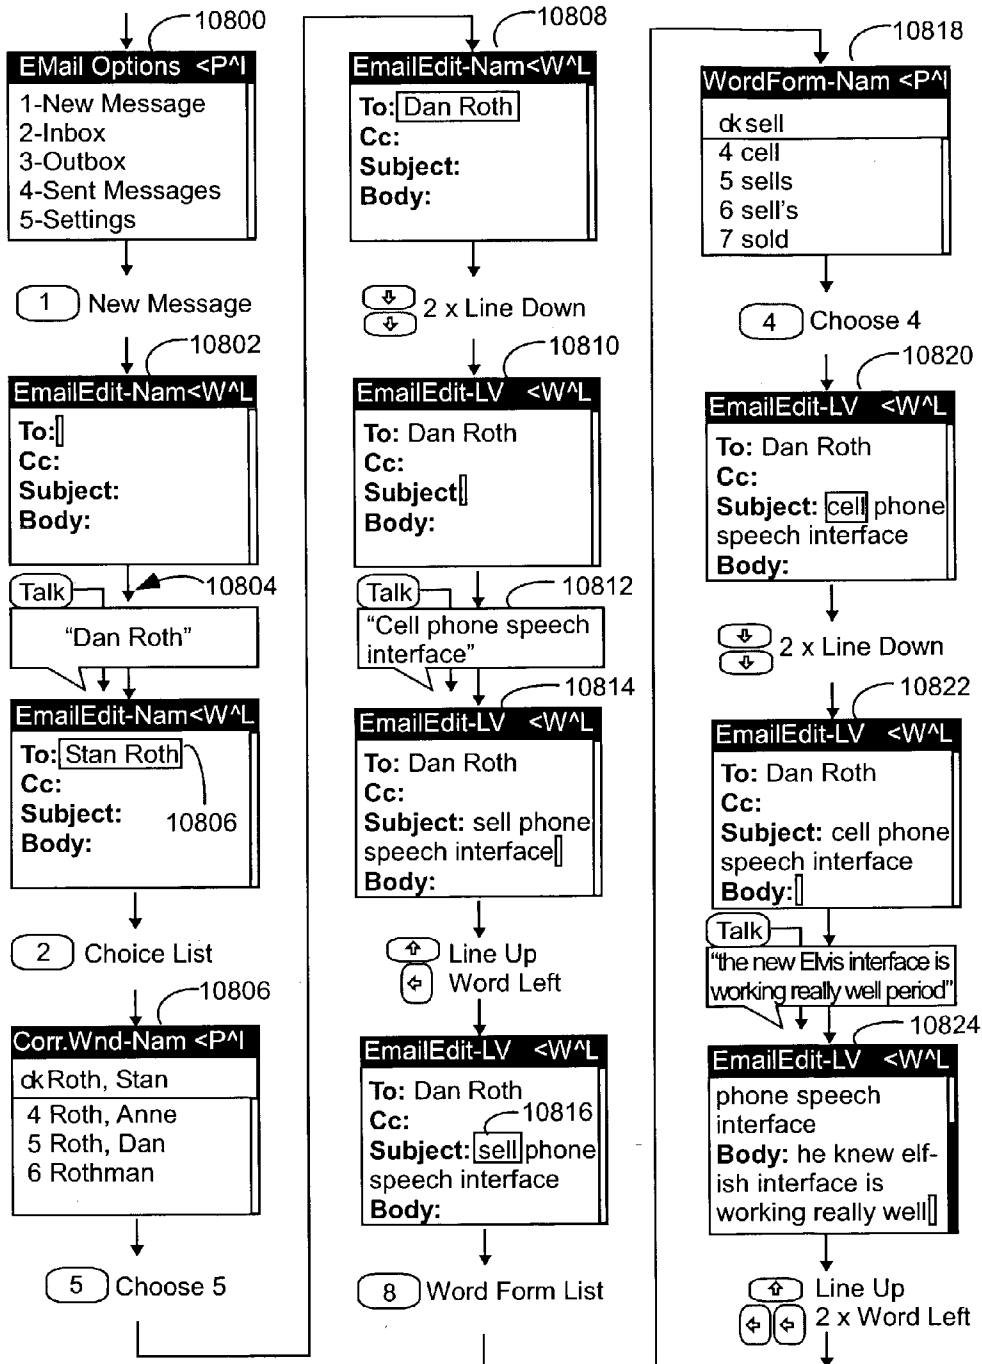 10800
EMail Options <P^I
1-New Message
2-Inbox
3-Outbox
4-Sent Messages
5-Settings
1 New Message
10802
EmailEdit-Nam<W^L
To:
Cc:
Subject:
Body:
Talk
10804
“Dan Roth”
EmailEdit-Nam<W^L
To: Stan Roth
Cc:
Subject:
10806
Body:
2 Choice List
10806
Corr.Wnd-Nam <P^I
ok Roth, Stan
4 Roth, Anne
5 Roth, Dan
6 Rothman
5 Choose 5
10808
EmailEdit-Nam<W^L
To: Dan Roth
Cc:
Subject:
Body:
2 x Line Down
10810
EmailEdit-LV <W^L
To: Dan Roth
Cc:
Subject
Body:
Talk
10812
“Cell phone speech
interface”
10814
EmailEdit-LV <W^L
To: Dan Roth
Cc:
Subject: sell phone
speech interface
Body:
Line Up
Word Left
EmailEdit-LV <W^L
To: Dan Roth
Cc:
10816
Subject: sell phone
speech interface
Body:
8 Word Form List
10818
WordForm-Nam <P^I
ok sell
4 cell
5 sells
6 sell's
7 sold
4 Choose 4
10820
EmailEdit-LV <W^L
To: Dan Roth
Cc:
Subject: cell phone
speech interface
Body:
2 x Line Down
10822
EmailEdit-LV <W^L
To: Dan Roth
Cc:
Subject: cell phone
speech interface
Body:
Talk
“the new Elvis interface is
working really well period”
10824
EmailEdit-LV <W^L
phone speech
interface
Body: he knew elf-
ish interface is
working really well
Line Up
2 x Word Left